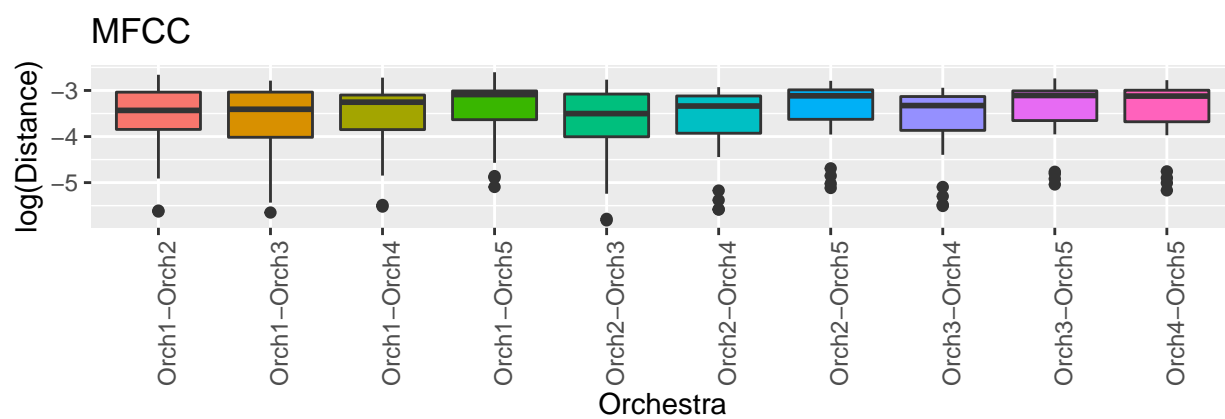 MFCC
log(Distance)
−3
−4
−5
Orch1−Orch2
Orch1−Orch3
Orch1−Orch4
Orch1−Orch5
Orch2−Orch3
Orch2−Orch4
Orch2−Orch5
Orch3−Orch4
Orch3−Orch5
Orch4−Orch5
Orchestra